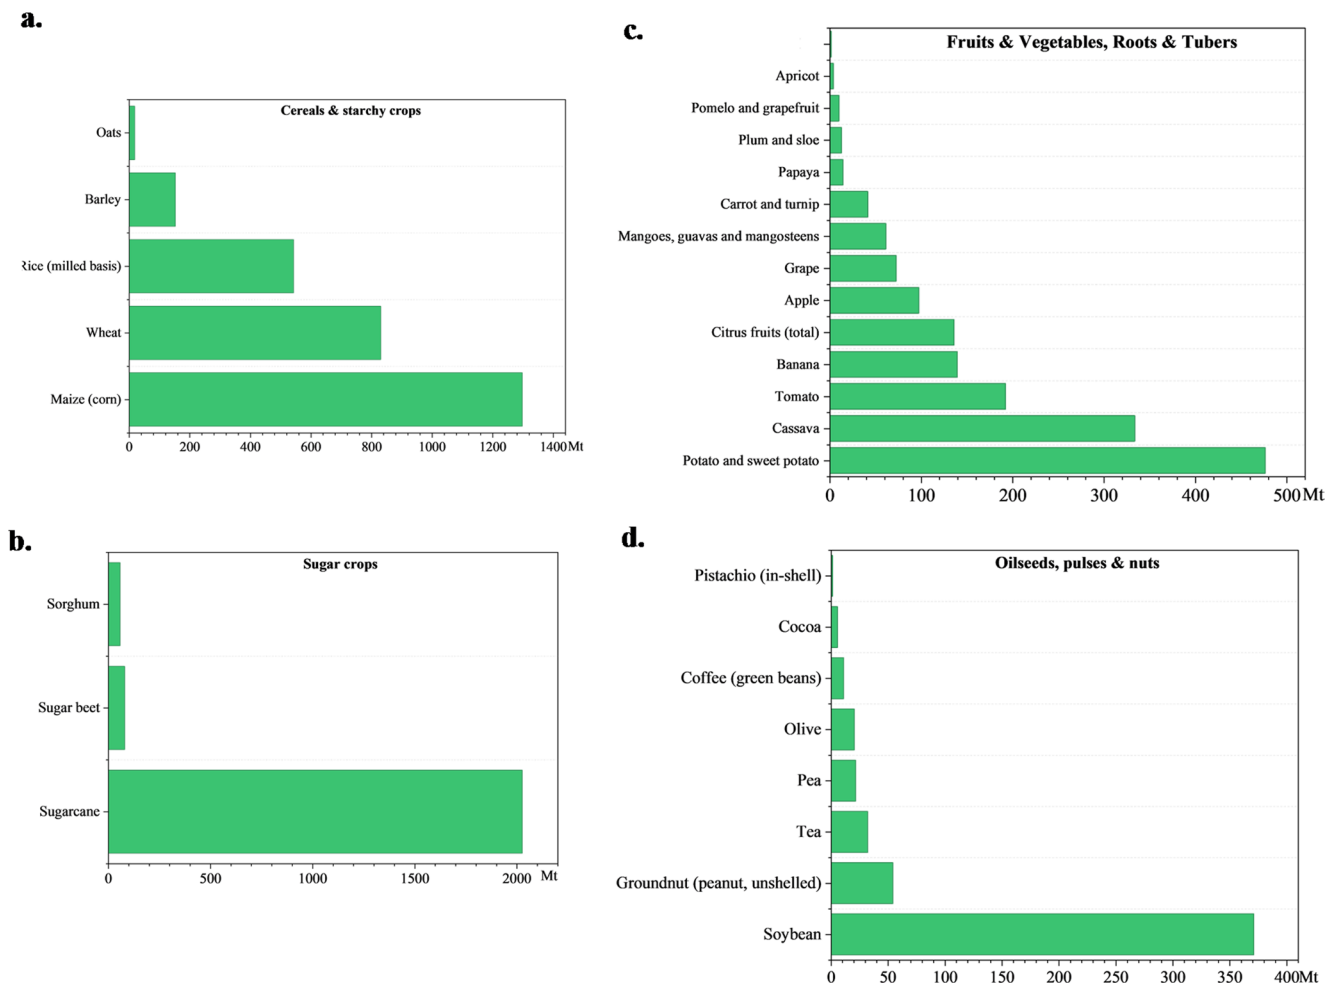 a.
Cereals & starchy crops
Oats
Barley
Rice (milled basis)
Wheat
Maize (corn)
0 200 400 600 800 1000 1200 1400 Mt
b.
Sugar crops
Sorghum
Sugar beet
Sugarcane
0 500 1000 1500 2000 Mt
c.
Fruits & Vegetables, Roots & Tubers
Apricot
Pomelo and grapefruit
Plum and sloe
Papaya
Carrot and turnip
Mangoes, guavas and mangosteens
Grape
Apple
Citrus fruits (total)
Banana
Tomato
Cassava
Potato and sweet potato
0 100 200 300 400 500 Mt
d.
Oilseeds, pulses & nuts
Pistachio (in-shell)
Cocoa
Coffee (green beans)
Olive
Pea
Tea
Groundnut (peanut, unshelled)
Soybean
0 50 100 150 200 250 300 350 400 Mt